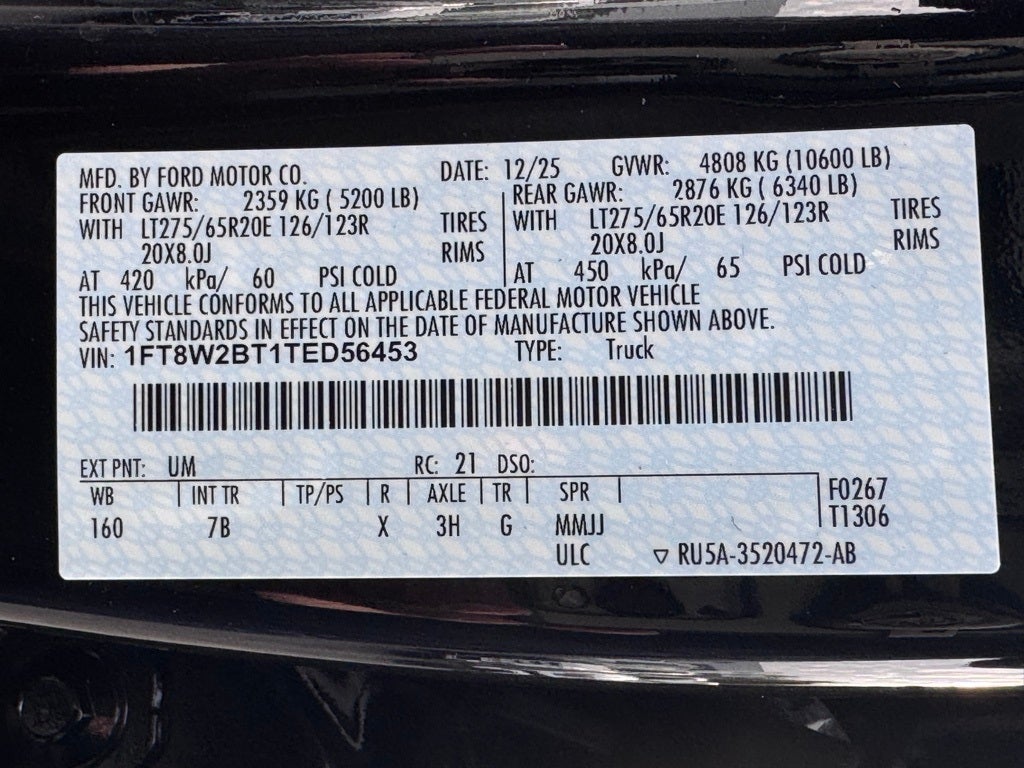 MFD. BY FORD MOTOR CO. DATE: 12/25 GVWR: 4808 KG (10600 LB)
FRONT GAWR: 2359 KG ( 5200 LB) REAR GAWR: 2876 KG ( 6340 LB)
WITH LT275/65R20E 126/123R TIRES WITH LT275/65R20E 126/123R TIRES
20X8.0J RIMS 20X8.0J RIMS
AT 420 kPa/ 60 PSI COLD AT 450 kPa/ 65 PSI COLD
THIS VEHICLE CONFORMS TO ALL APPLICABLE FEDERAL MOTOR VEHICLE
SAFETY STANDARDS IN EFFECT ON THE DATE OF MANUFACTURE SHOWN ABOVE.
VIN: 1FT8W2BT1TED56453 TYPE: Truck
EXT PNT: UM RC: 21 DSO:
WB INT TR TP/PS R AXLE TR SPR F0267
160 7B X 3H G MMJJ T1306
ULC ▽ RU5A-3520472-AB